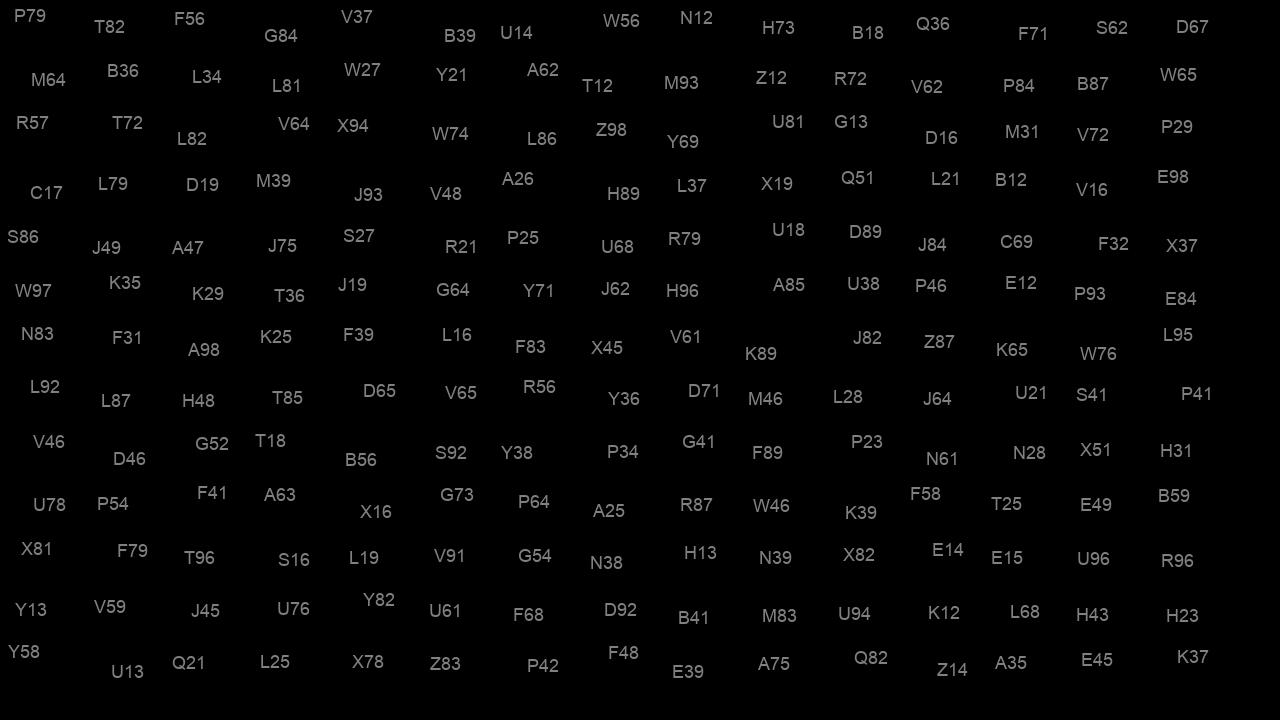 P79 T82 F56 G84 V37 B39 U14 W56 N12 H73 B18 Q36 F71 S62 D67
M64 B36 L34 L81 W27 Y21 A62 T12 M93 Z12 R72 V62 P84 B87 W65
R57 T72 L82 V64 X94 W74 L86 Z98 Y69 U81 G13 D16 M31 V72 P29
C17 L79 D19 M39 J93 V48 A26 H89 L37 X19 Q51 L21 B12 V16 E98
S86 J49 A47 J75 S27 R21 P25 U68 R79 U18 D89 J84 C69 F32 X37
W97 K35 K29 T36 J19 G64 Y71 J62 H96 A85 U38 P46 E12 P93 E84
N83 F31 A98 K25 F39 L16 F83 X45 V61 K89 J82 Z87 K65 W76 L95
L92 L87 H48 T85 D65 V65 R56 Y36 D71 M46 L28 J64 U21 S41 P41
V46 D46 G52 T18 B56 S92 Y38 P34 G41 F89 P23 N61 N28 X51 H31
U78 P54 F41 A63 X16 G73 P64 A25 R87 W46 K39 F58 T25 E49 B59
X81 F79 T96 S16 L19 V91 G54 N38 H13 N39 X82 E14 E15 U96 R96
Y13 V59 J45 U76 Y82 U61 F68 D92 B41 M83 U94 K12 L68 H43 H23
Y58 U13 Q21 L25 X78 Z83 P42 F48 E39 A75 Q82 Z14 A35 E45 K37